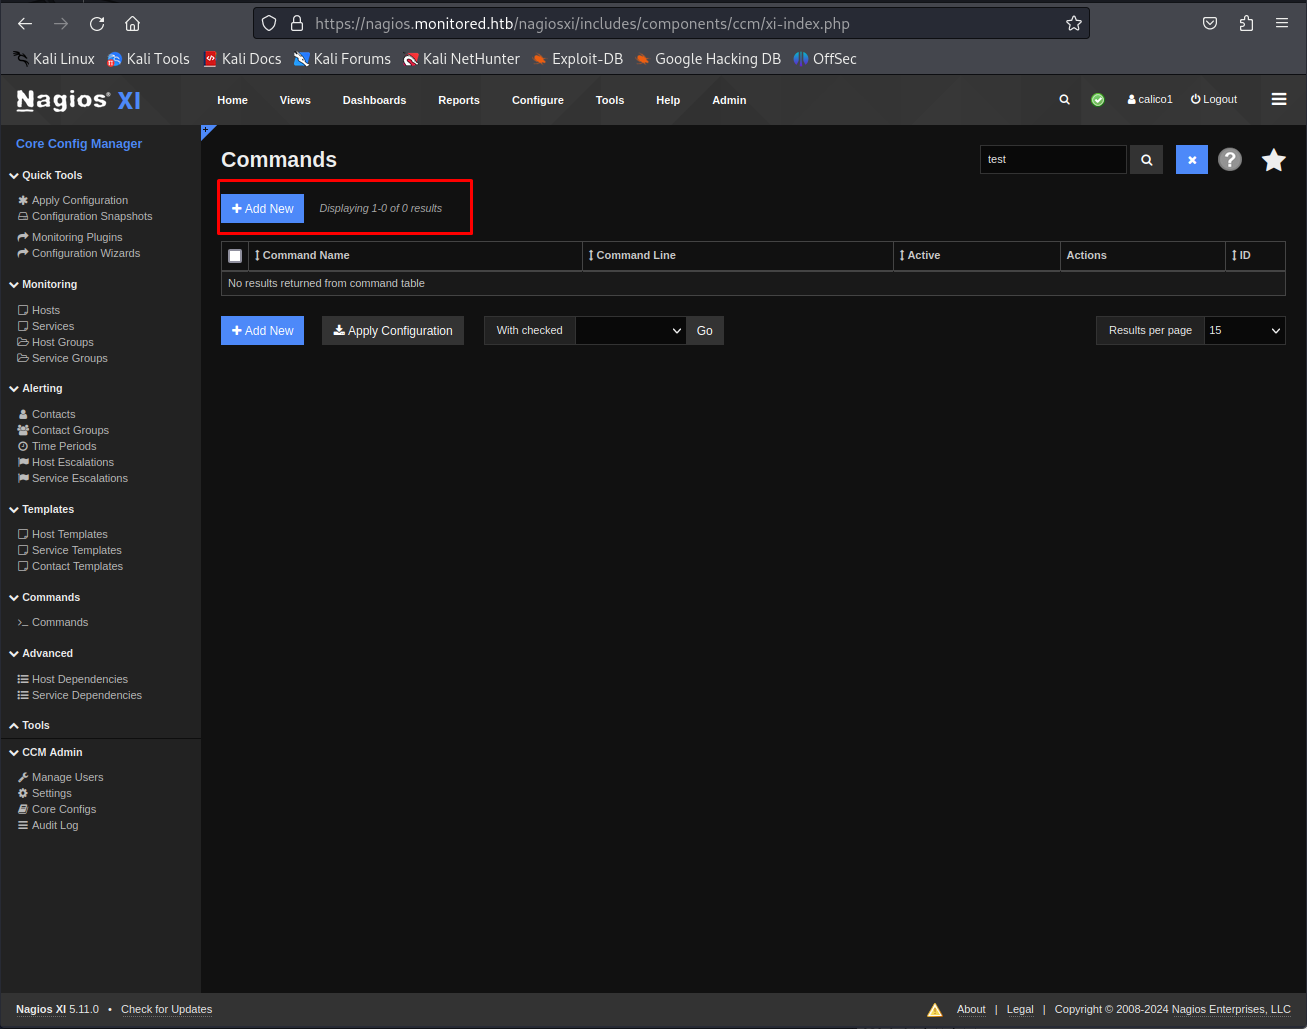 https://nagios.monitored.htb/nagiosxi/includes/components/ccm/xi-index.php
Kali Linux Kali Tools Kali Docs Kali Forums Kali NetHunter Exploit-DB Google Hacking DB OffSec
Nagios® XI Home Views Dashboards Reports Configure Tools Help Admin calico1 Logout
Core Config Manager
Quick Tools
Apply Configuration
Configuration Snapshots
Monitoring Plugins
Configuration Wizards
Monitoring
Hosts
Services
Host Groups
Service Groups
Alerting
Contacts
Contact Groups
Time Periods
Host Escalations
Service Escalations
Templates
Host Templates
Service Templates
Contact Templates
Commands
>_ Commands
Advanced
Host Dependencies
Service Dependencies
Tools
CCM Admin
Manage Users
Settings
Core Configs
Audit Log
Commands
test
?
+ Add New Displaying 1-0 of 0 results
Command Name Command Line Active Actions ID
No results returned from command table
+ Add New Apply Configuration With checked Go Results per page 15
Nagios XI 5.11.0 • Check for Updates About | Legal | Copyright © 2008-2024 Nagios Enterprises, LLC